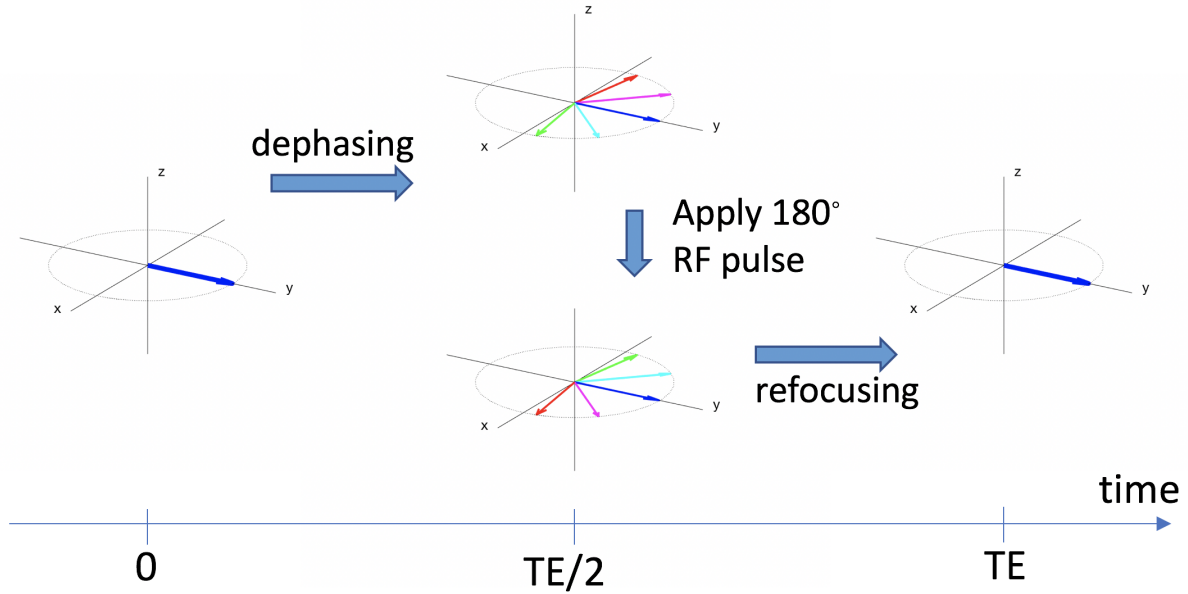 z
y
x
dephasing
z
y
x
Apply 180°
RF pulse
z
y
x
refocusing
z
y
x
time
0
TE/2
TE